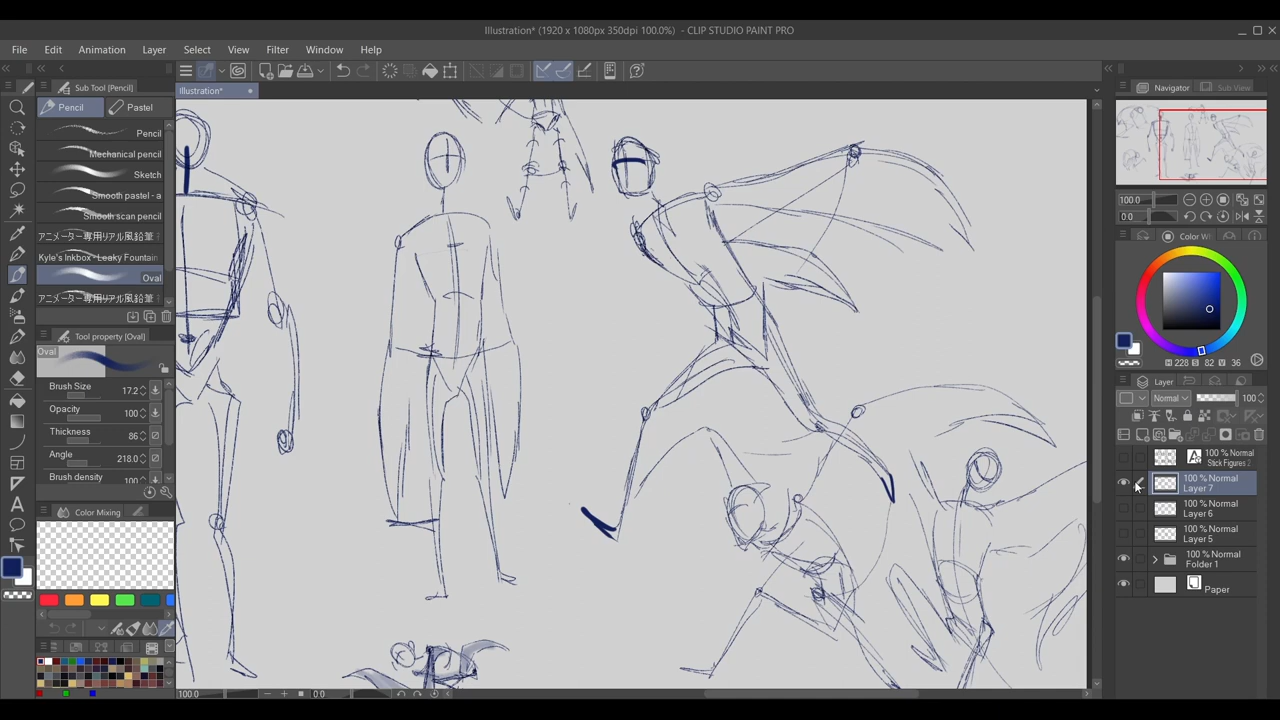 Illustration* (1920 x 1080px 350dpi 100.0%) - CLIP STUDIO PAINT PRO
File Edit Animation Layer Select View Filter Window Help
Sub Tool [Pencil]
Illustration*
Navigator Sub View
Pencil Pastel
Pencil
Mechanical pencil
Sketch
Smooth pastel - a
Smooth scan pencil
アニメーター専用リアル風鉛筆
Kyle's Inkbox - Leaky Fountain
Oval
アニメーター専用リアル風鉛筆
Tool property [Oval]
Oval
Brush Size 17.2
Opacity 100
Thickness 86
Angle 218.0
Brush density 100
Color Mixing
100.0
0.0
Color W
H 228 S 82 V 36
Layer
Normal 100
100 % Normal
Stick Figures 2
100 % Normal
Layer 7
100 % Normal
Layer 6
100 % Normal
Layer 5
100 % Normal
Folder 1
Paper
100.0 0.0